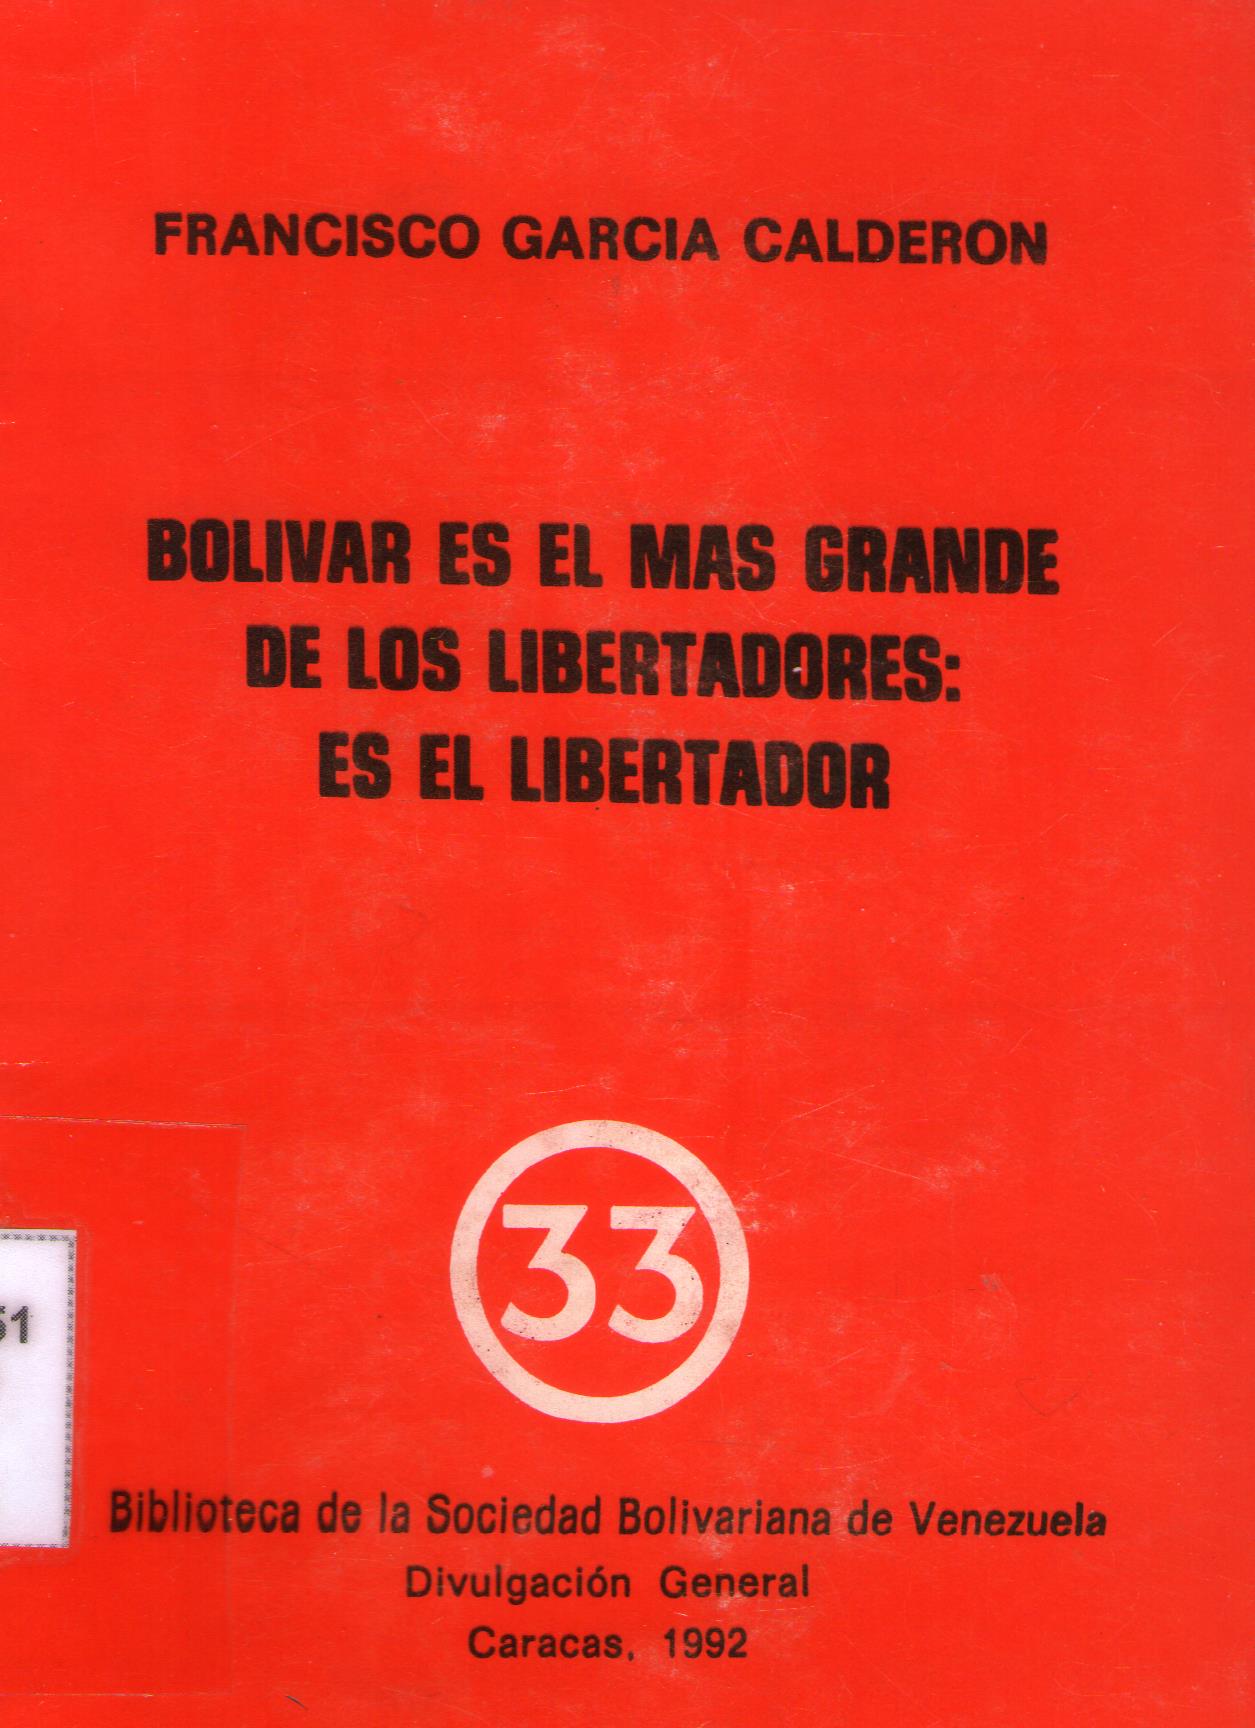 FRANCISCO GARCIA CALDERON
BOLIVAR ES EL MAS GRANDE
DE LOS LIBERTADORES:
ES EL LIBERTADOR
33
51
Biblioteca de la Sociedad Bolivariana de Venezuela
Divulgación General
Caracas, 1992